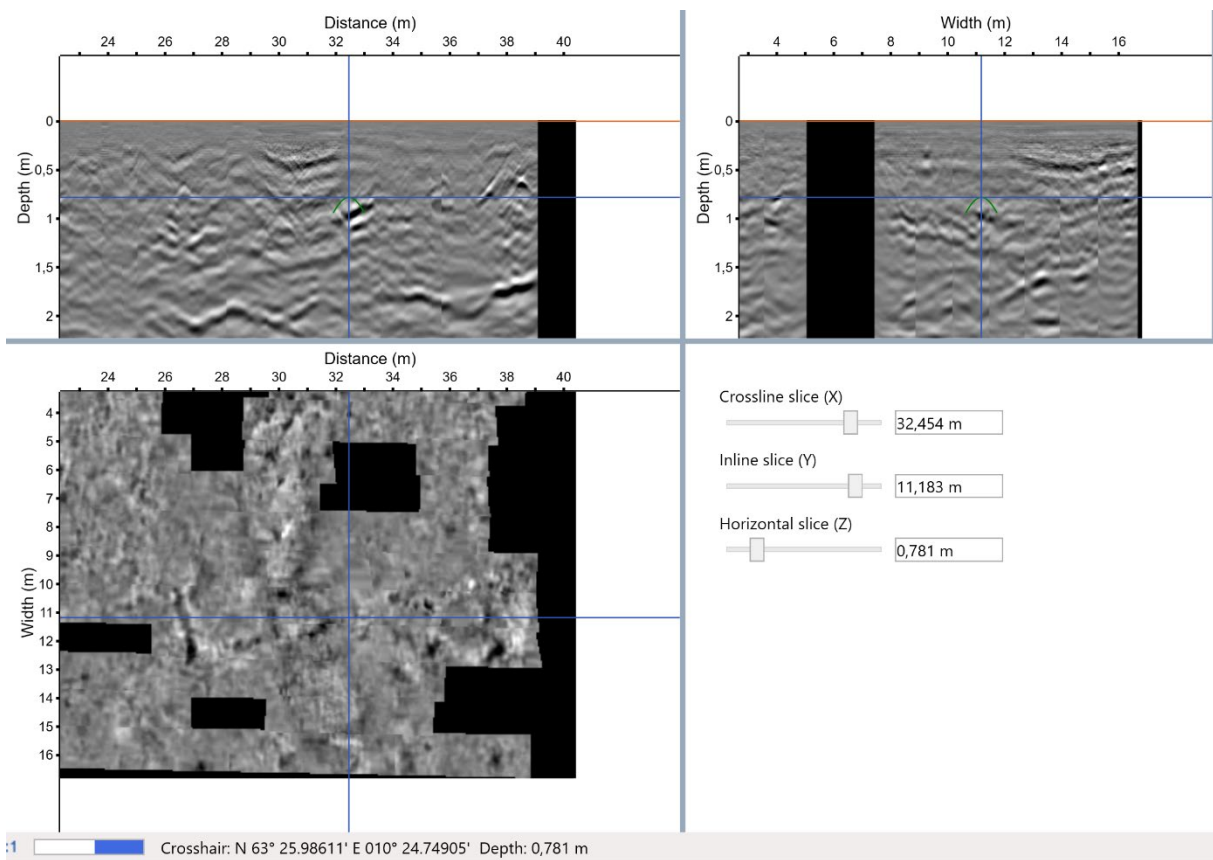 Distance (m)
24 26 28 30 32 34 36 38 40
Depth (m)
0
0,5
1
1,5
2
Width (m)
4 6 8 10 12 14 16
Depth (m)
0
0,5
1
1,5
2
Distance (m)
24 26 28 30 32 34 36 38 40
Width (m)
4
5
6
7
8
9
10
11
12
13
14
15
16
Crossline slice (X)
32,454 m
Inline slice (Y)
11,183 m
Horizontal slice (Z)
0,781 m
:1 Crosshair: N 63° 25.98611' E 010° 24.74905' Depth: 0,781 m